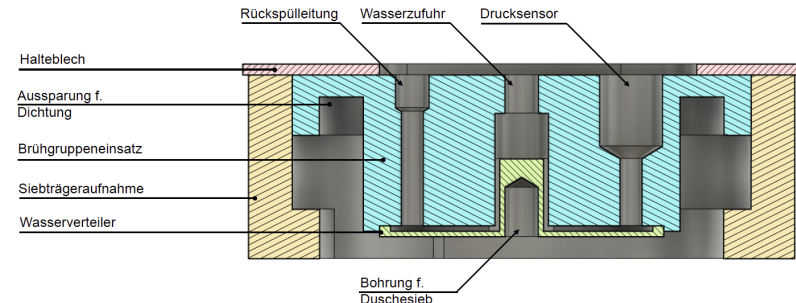 Rückspülleitung
Wasserzufuhr
Drucksensor
Halteblech
Aussparung f.
Dichtung
Brühgruppeneinsatz
Siebträgeraufnahme
Wasserverteiler
Bohrung f.
Duschesieb